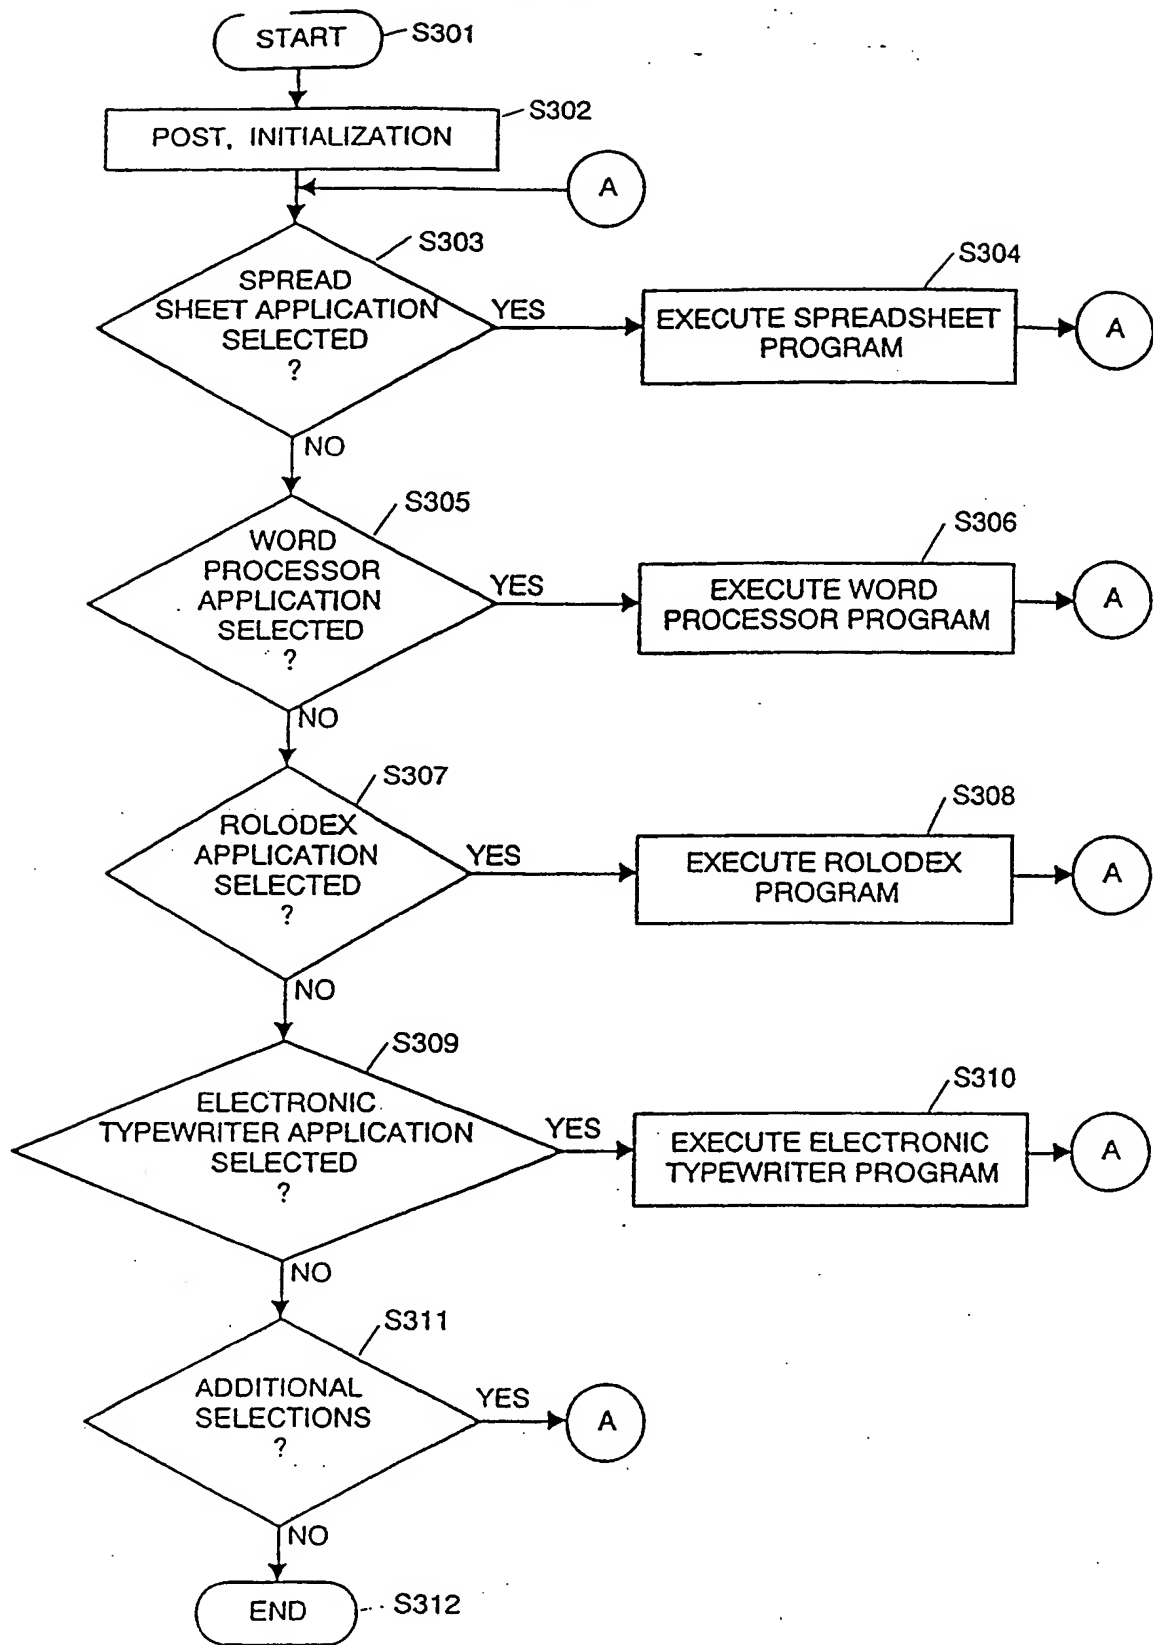 START
S301
POST, INITIALIZATION
S302
A
SPREAD
SHEET APPLICATION
SELECTED
?
S303
YES
EXECUTE SPREADSHEET
PROGRAM
S304
A
NO
WORD
PROCESSOR
APPLICATION
SELECTED
?
S305
YES
EXECUTE WORD
PROCESSOR PROGRAM
S306
A
NO
ROLODEX
APPLICATION
SELECTED
?
S307
YES
EXECUTE ROLODEX
PROGRAM
S308
A
NO
ELECTRONIC
TYPEWRITER APPLICATION
SELECTED
?
S309
YES
EXECUTE ELECTRONIC
TYPEWRITER PROGRAM
S310
A
NO
ADDITIONAL
SELECTIONS
?
S311
YES
A
NO
END
S312